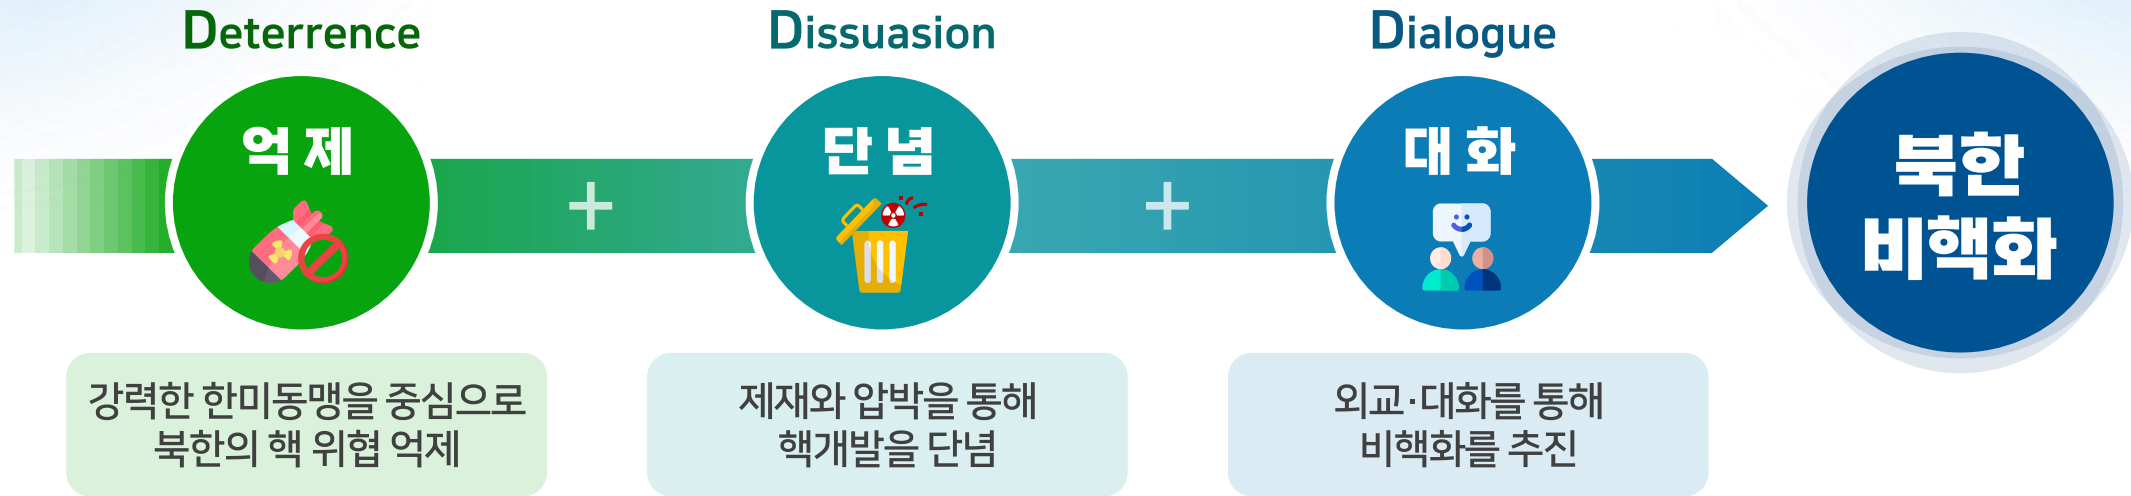 Deterrence
억제
강력한 한미동맹을 중심으로
북한의 핵 위협 억제
+
Dissuasion
단념
제재와 압박을 통해
핵개발을 단념
+
Dialogue
대화
외교·대화를 통해
비핵화를 추진
북한
비핵화